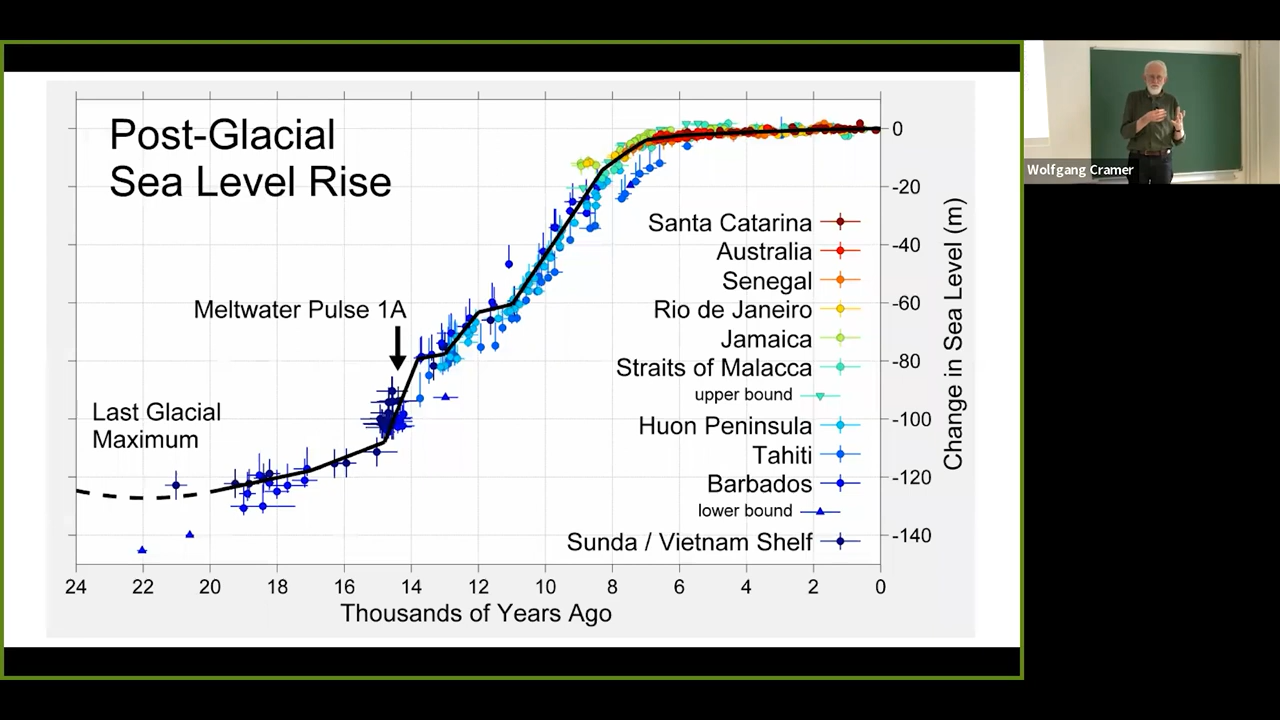 Post-Glacial
Sea Level Rise
Meltwater Pulse 1A
Last Glacial
Maximum
Santa Catarina
Australia
Senegal
Rio de Janeiro
Jamaica
Straits of Malacca
upper bound
Huon Peninsula
Tahiti
Barbados
lower bound
Sunda / Vietnam Shelf
0
-20
-40
-60
-80
-100
-120
-140
Change in Sea Level (m)
24 22 20 18 16 14 12 10 8 6 4 2 0
Thousands of Years Ago
Wolfgang Cramer